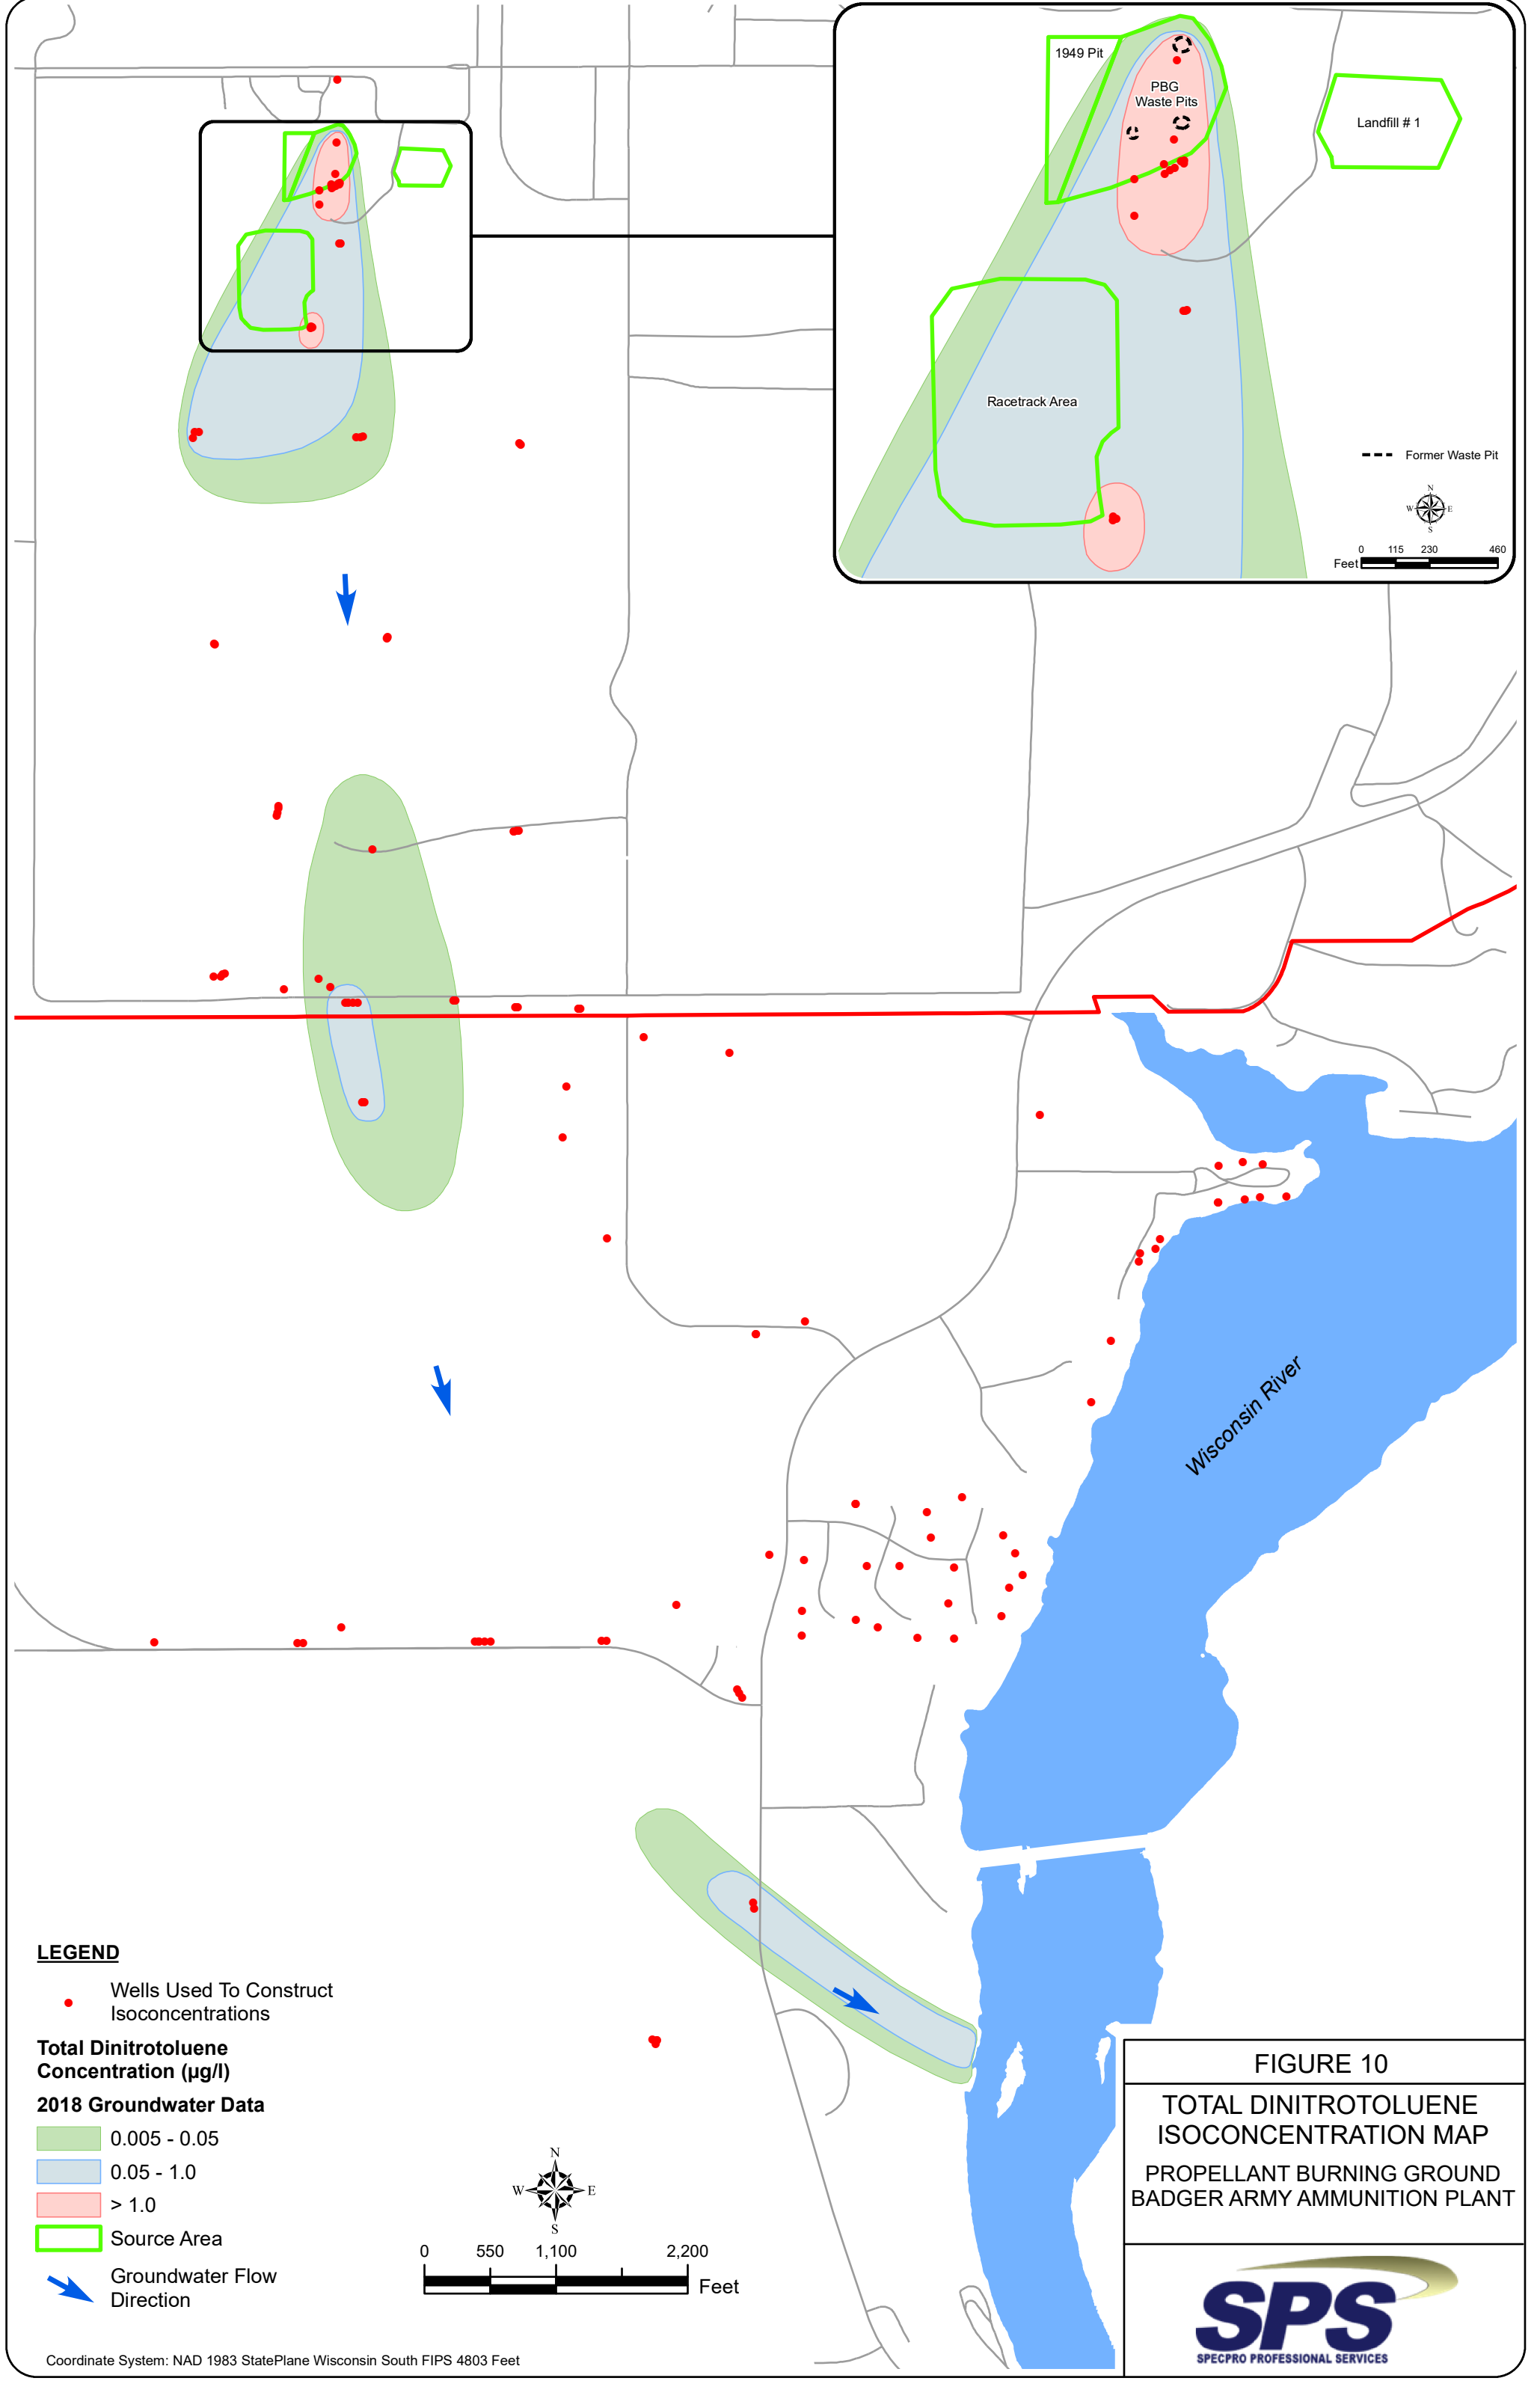 1949 Pit
PBG
Waste Pits
Landfill # 1
Racetrack Area
Former Waste Pit
N
W E
S
0 115 230 460
Feet
Wisconsin River
LEGEND
Wells Used To Construct
Isoconcentrations
Total Dinitrotoluene
Concentration (µg/l)
2018 Groundwater Data
0.005 - 0.05
0.05 - 1.0
> 1.0
Source Area
Groundwater Flow
Direction
N
W E
S
0 550 1,100 2,200
Feet
Coordinate System: NAD 1983 StatePlane Wisconsin South FIPS 4803 Feet
FIGURE 10
TOTAL DINITROTOLUENE
ISOCONCENTRATION MAP
PROPELLANT BURNING GROUND
BADGER ARMY AMMUNITION PLANT
SPS
SPECPRO PROFESSIONAL SERVICES